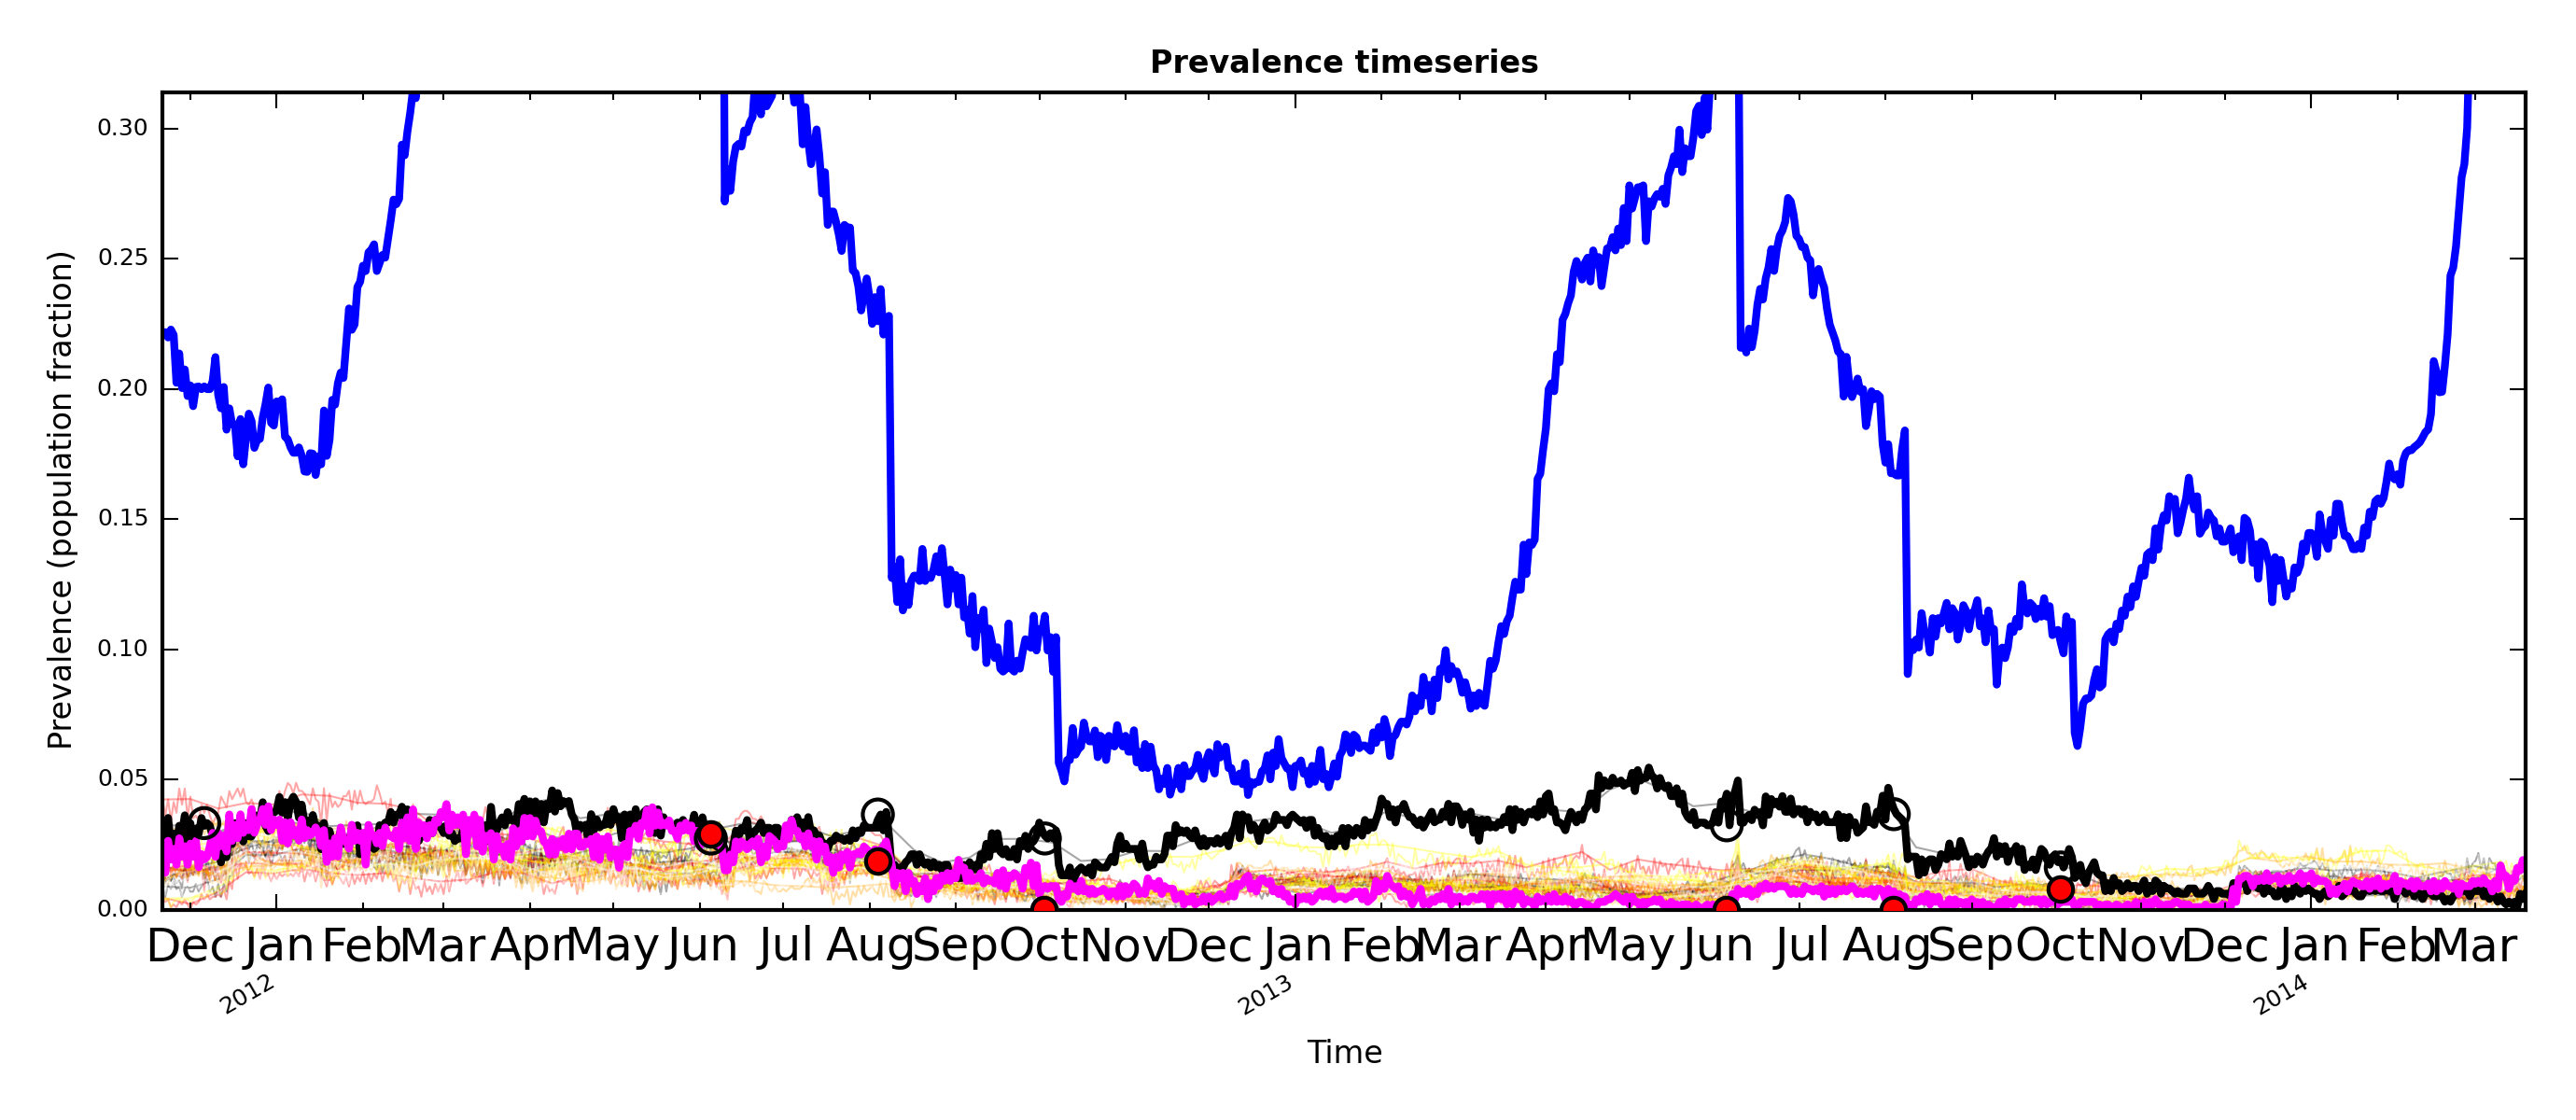 Prevalence timeseries
Prevalence (population fraction)
0.30
0.25
0.20
0.15
0.10
0.05
0.00
Dec Jan Feb Mar Apr May Jun Jul Aug Sep Oct Nov Dec Jan Feb Mar Apr May Jun Jul Aug Sep Oct Nov Dec Jan Feb Mar
2012 2013 2014
Time